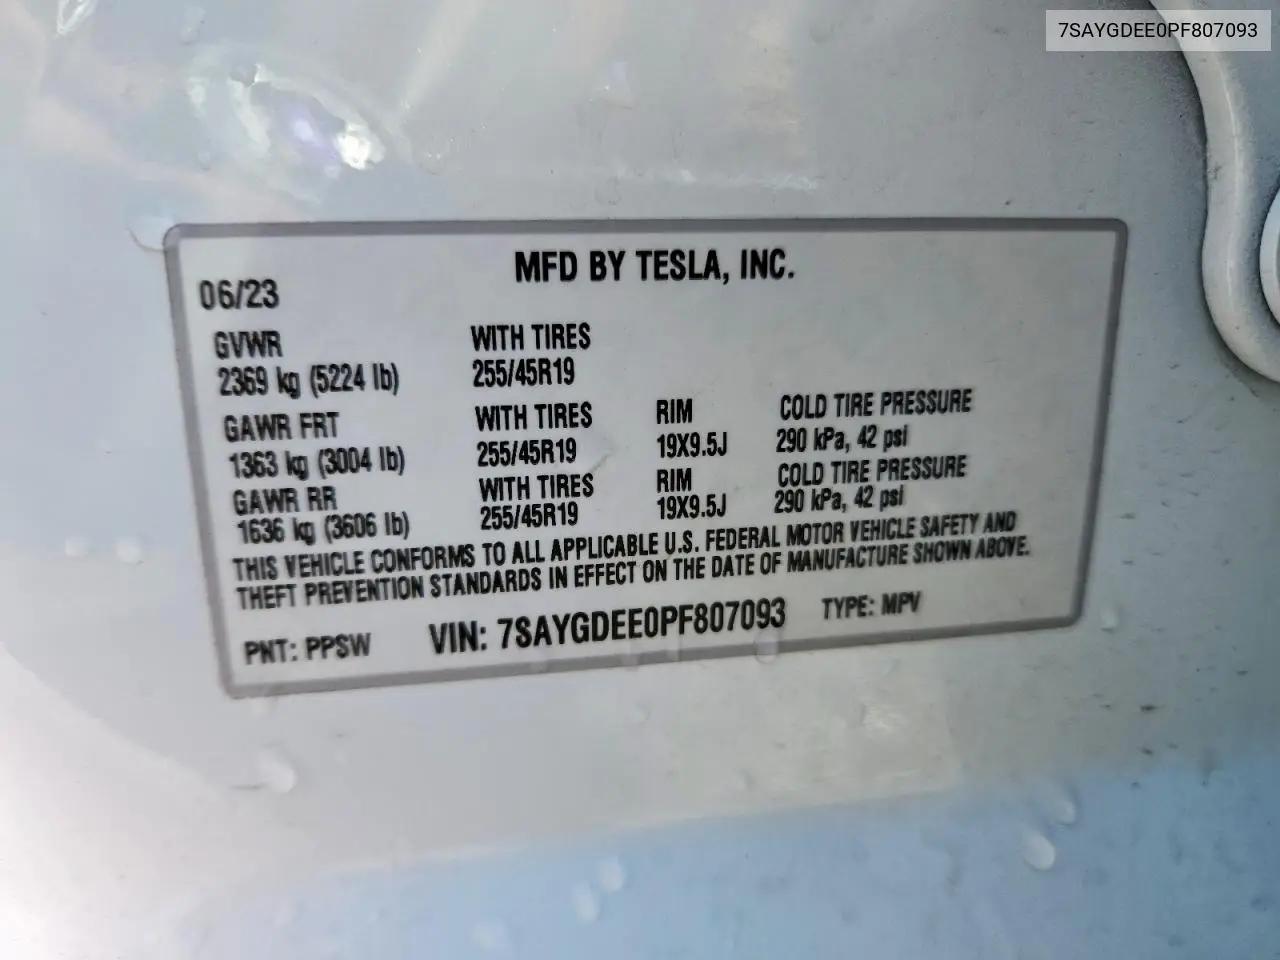 7SAYGDEE0PF807093
MFD BY TESLA, INC.
06/23
GVWR WITH TIRES
2369 kg (5224 lb) 255/45R19
GAWR FRT WITH TIRES RIM COLD TIRE PRESSURE
1363 kg (3004 lb) 255/45R19 19X9.5J 290 kPa, 42 psi
GAWR RR WITH TIRES RIM COLD TIRE PRESSURE
1636 kg (3606 lb) 255/45R19 19X9.5J 290 kPa, 42 psi
THIS VEHICLE CONFORMS TO ALL APPLICABLE U.S. FEDERAL MOTOR VEHICLE SAFETY AND
THEFT PREVENTION STANDARDS IN EFFECT ON THE DATE OF MANUFACTURE SHOWN ABOVE.
PNT: PPSW VIN: 7SAYGDEE0PF807093 TYPE: MPV